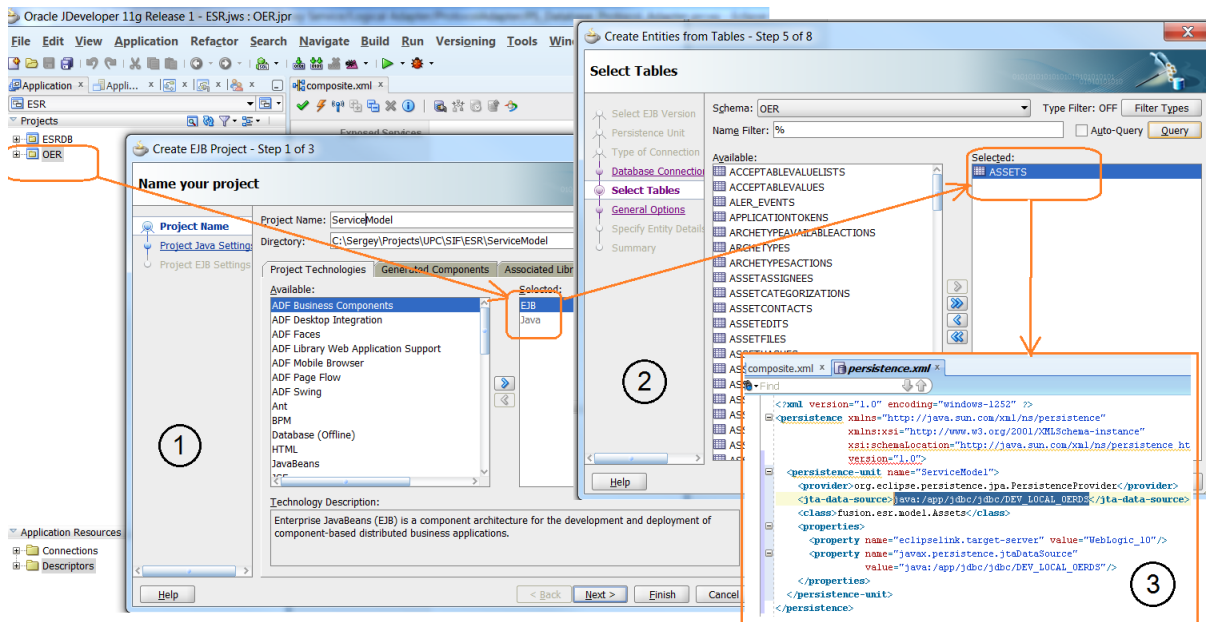 Oracle JDeveloper 11g Release 1 - ESR.jws : OER.jpr
File Edit View Application Refactor Search Navigate Build Run Versioning Tools
Application Appli... composite.xml
ESR
Projects
ESRDB
OER
Exposed Services
Application Resources
Connections
Descriptors
Create EJB Project - Step 1 of 3
Name your project
Project Name
Project Java Setting
Project EJB Settings
Project Name: ServiceModel
Directory: C:\Sergey\Projects\UPC\SIF\ESR\ServiceModel
Project Technologies Generated Components Associated Libr
Available:
ADF Business Components
ADF Desktop Integration
ADF Faces
ADF Library Web Application Support
ADF Mobile Browser
ADF Page Flow
ADF Swing
Ant
BPM
Database (Offline)
HTML
JavaBeans
Selected:
EJB
Java
Technology Description:
Enterprise JavaBeans (EJB) is a component architecture for the development and deployment of
component-based distributed business applications.
Help < Back Next > Finish Cancel
1
Create Entities from Tables - Step 5 of 8
Select Tables
Select EJB Version
Persistence Unit
Type of Connection
Database Connectio
Select Tables
General Options
Specify Entity Details
Summary
Schema: OER Type Filter: OFF Filter Types
Name Filter: % Auto-Query Query
Available:
ACCEPTABLEVALUELISTS
ACCEPTABLEVALUES
ALER_EVENTS
APPLICATIONTOKENS
ARCHETYPEAVAILABLEACTIONS
ARCHETYPES
ARCHETYPESACTIONS
ASSETASSIGNEES
ASSETCATEGORIZATIONS
ASSETCONTACTS
ASSETEDITS
ASSETFILES
Selected:
ASSETS
Help
2
composite.xml persistence.xml
Find
<?xml version="1.0" encoding="windows-1252" ?>
<persistence xmlns="http://java.sun.com/xml/ns/persistence"
xmlns:xsi="http://www.w3.org/2001/XMLSchema-instance"
xsi:schemaLocation="http://java.sun.com/xml/ns/persistence ht
version="1.0">
<persistence-unit name="ServiceModel">
<provider>org.eclipse.persistence.jpa.PersistenceProvider</provider>
<jta-data-source>java:/app/jdbc/jdbc/DEV_LOCAL_OERDS</jta-data-source>
<class>fusion.esr.model.Assets</class>
<properties>
<property name="eclipselink.target-server" value="WebLogic_10"/>
<property name="javax.persistence.jtaDataSource"
value="java:/app/jdbc/jdbc/DEV_LOCAL_OERDS"/>
</properties>
</persistence-unit>
</persistence>
3